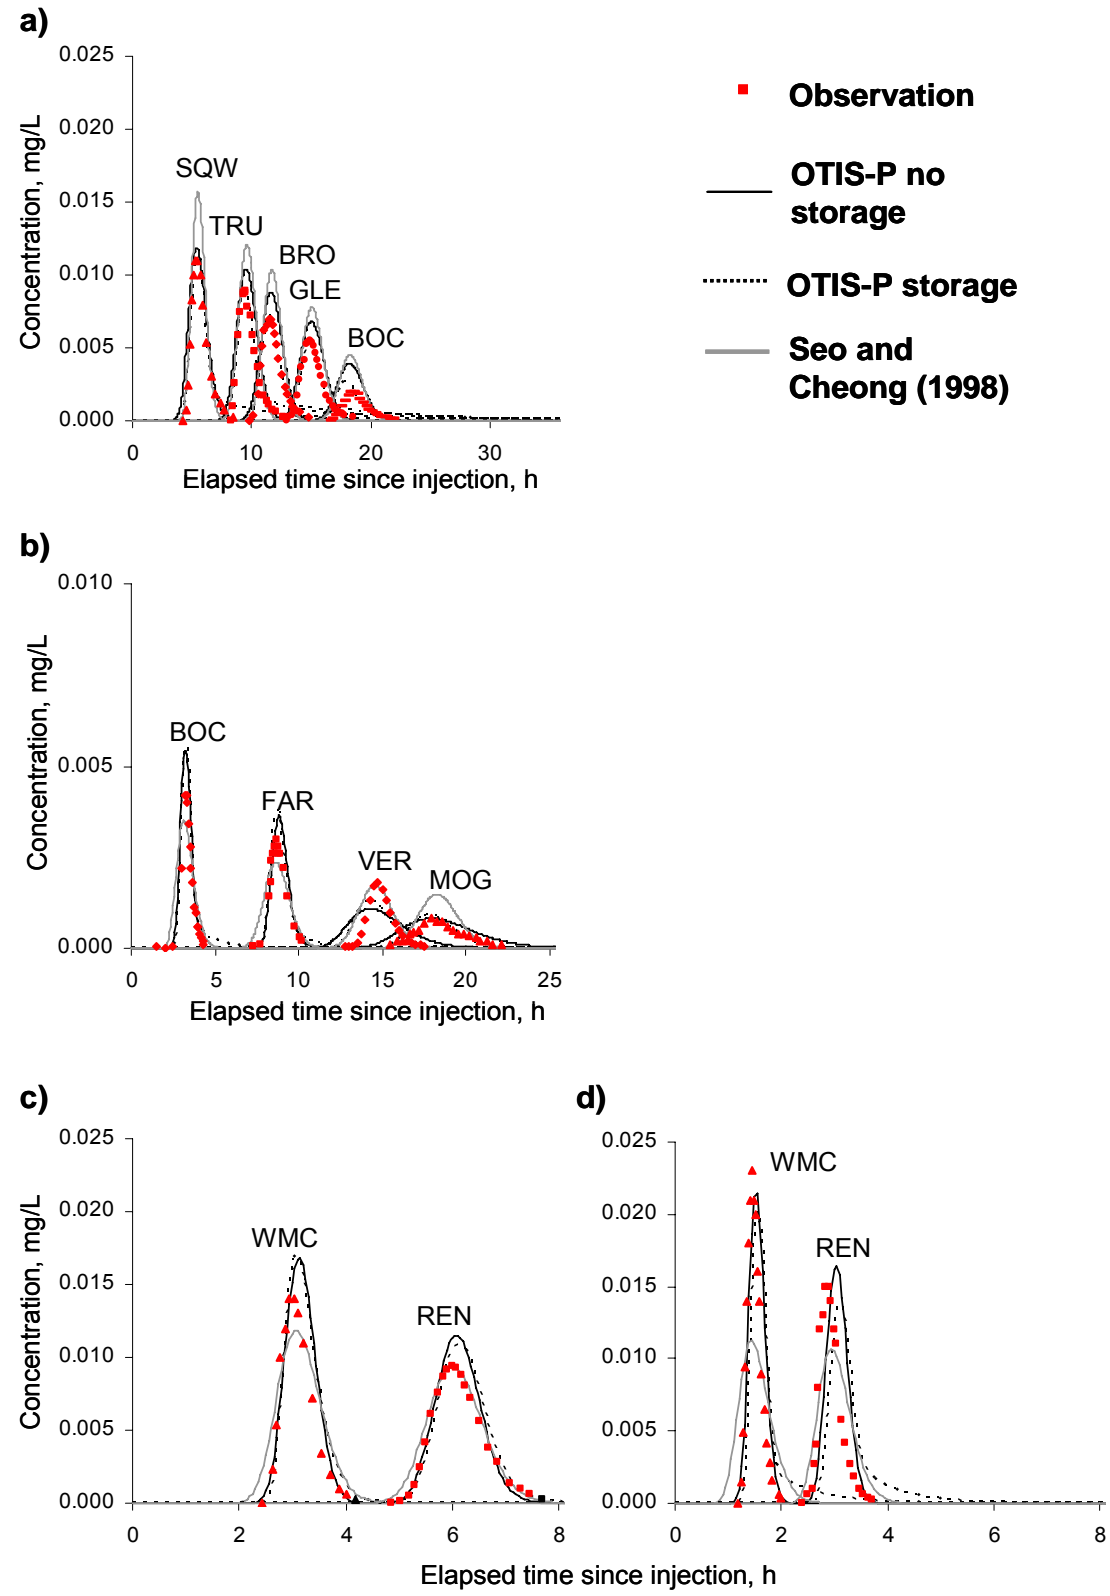 a)
0.025
0.020
0.015
0.010
0.005
0.000
Concentration, mg/L
SQW
TRU
BRO
GLE
BOC
0 10 20 30
Elapsed time since injection, h
Observation
OTIS-P no
storage
OTIS-P storage
Seo and
Cheong (1998)
b)
0.010
0.005
0.000
Concentration, mg/L
BOC
FAR
VER
MOG
0 5 10 15 20 25
Elapsed time since injection, h
c)
0.025
0.020
0.015
0.010
0.005
0.000
Concentration, mg/L
WMC
REN
0 2 4 6 8
d)
0.025
0.020
0.015
0.010
0.005
0.000
WMC
REN
0 2 4 6 8
Elapsed time since injection, h